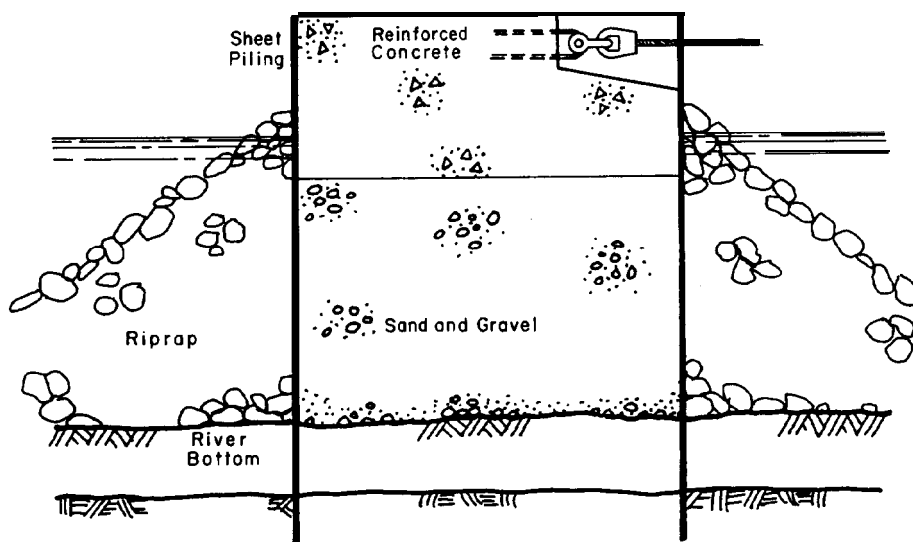 Sheet
Piling
Reinforced
Concrete
Riprap
Sand and Gravel
River
Bottom